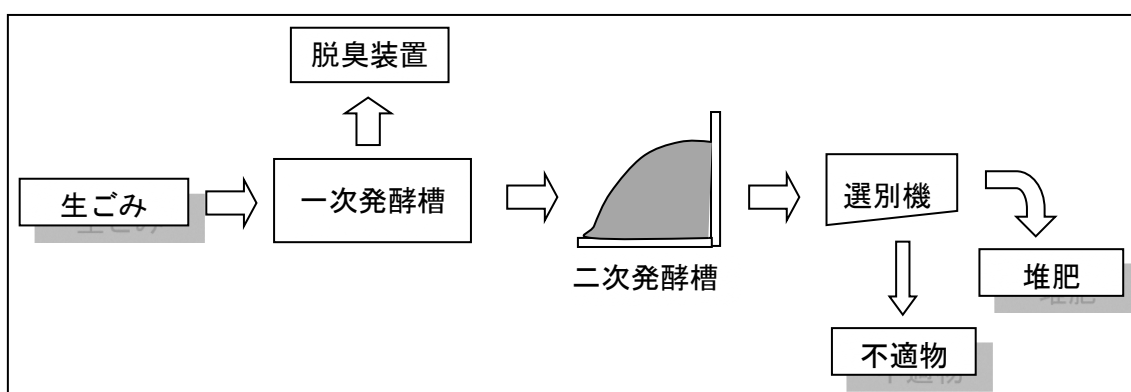 脱臭装置
生ごみ
一次発酵槽
二次発酵槽
選別機
堆肥
不適物